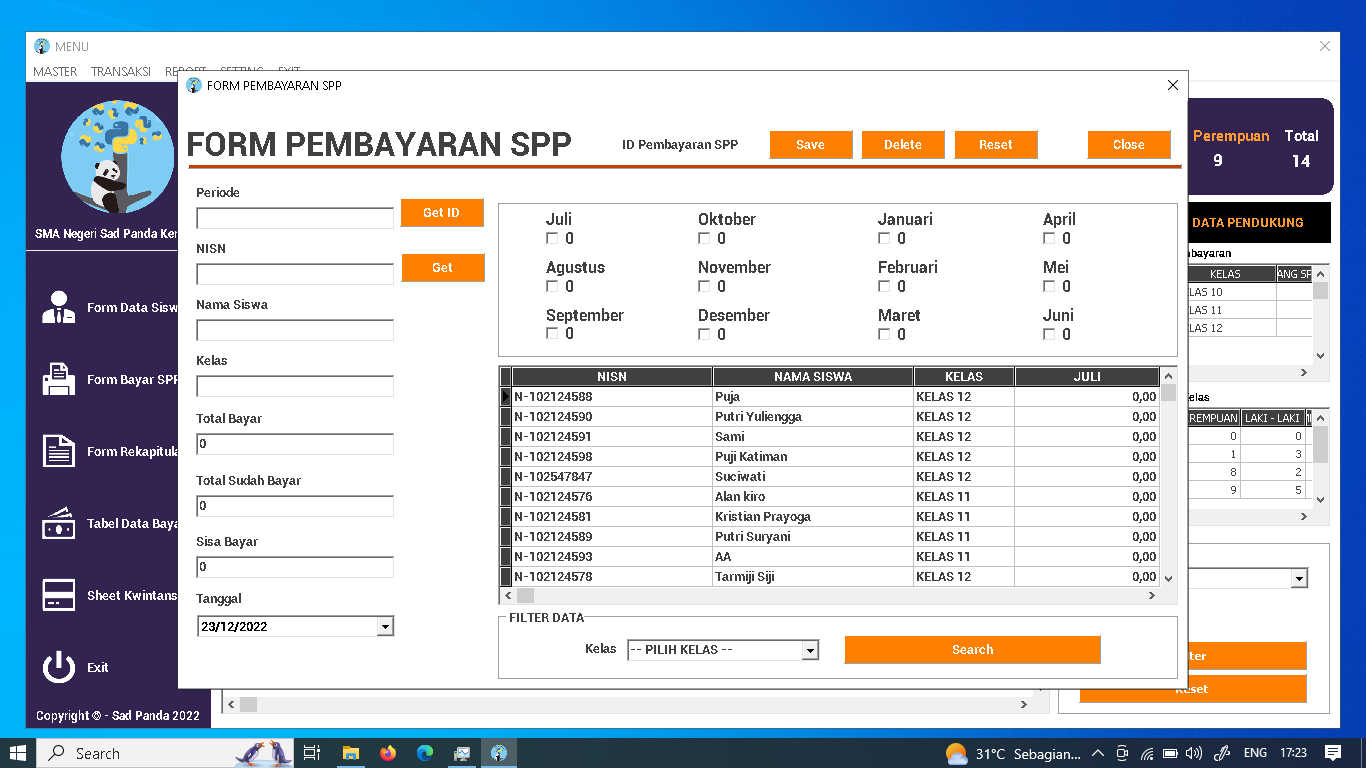 MENU
MASTER TRANSAKSI REPORT SETTING EXIT
FORM PEMBAYARAN SPP
FORM PEMBAYARAN SPP
ID Pembayaran SPP
Save Delete Reset Close
Perempuan Total
9 14
SMA Negeri Sad Panda Ker
Form Data Sisw
Form Bayar SPP
Form Rekapitula
Tabel Data Baya
Sheet Kwintans
Exit
Copyright © - Sad Panda 2022
Periode
Get ID
NISN
Get
Nama Siswa
Kelas
Total Bayar
0
Total Sudah Bayar
0
Sisa Bayar
0
Tanggal
23/12/2022
Juli Oktober Januari April
0 0 0 0
Agustus November Februari Mei
0 0 0 0
September Desember Maret Juni
0 0 0 0
NISN NAMA SISWA KELAS JULI
N-102124588 Puja KELAS 12 0,00
N-102124590 Putri Yuliengga KELAS 12 0,00
N-102124591 Sami KELAS 12 0,00
N-102124598 Puji Katiman KELAS 12 0,00
N-102547847 Suciwati KELAS 12 0,00
N-102124576 Alan kiro KELAS 11 0,00
N-102124581 Kristian Prayoga KELAS 11 0,00
N-102124589 Putri Suryani KELAS 11 0,00
N-102124593 AA KELAS 11 0,00
N-102124578 Tarmiji Siji KELAS 12 0,00
FILTER DATA
Kelas -- PILIH KELAS -- Search
DATA PENDUKUNG
bayaran
KELAS ANG SP
LAS 10
LAS 11
LAS 12
elas
REMPUAN LAKI - LAKI
0 0
1 3
8 2
9 5
ter
Reset
Search
31°C Sebagian... ENG 17:23